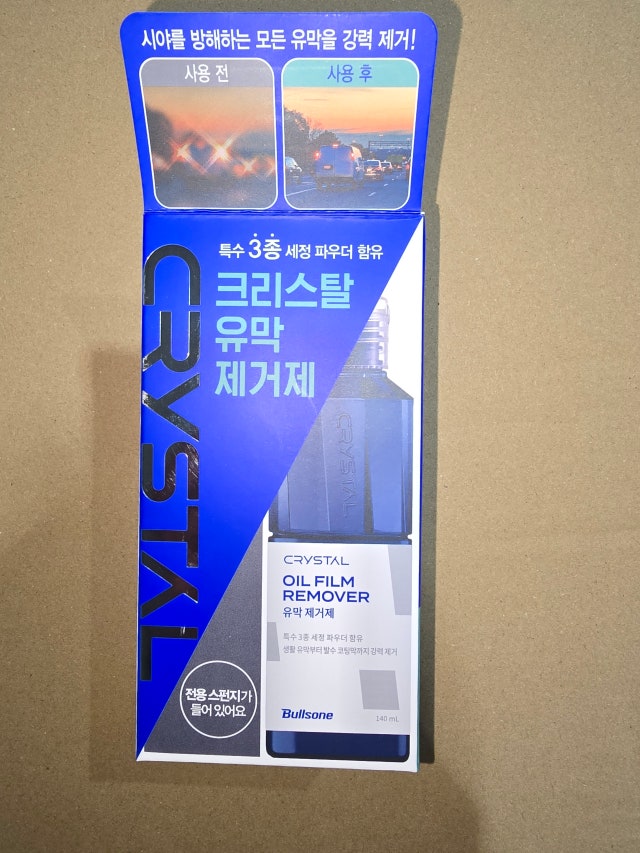 시야를 방해하는 모든 유막을 강력 제거!
사용 전
사용 후
특수 3종 세정 파우더 함유
크리스탈
유막
제거제
CRYSTAL
CRYSTAL
CRYSTAL
OIL FILM
REMOVER
유막 제거제
특수 3종 세정 파우더 함유
생활 유막부터 발수 코팅막까지 강력 제거
전용 스펀지가
들어 있어요
Bullsone
140 mL